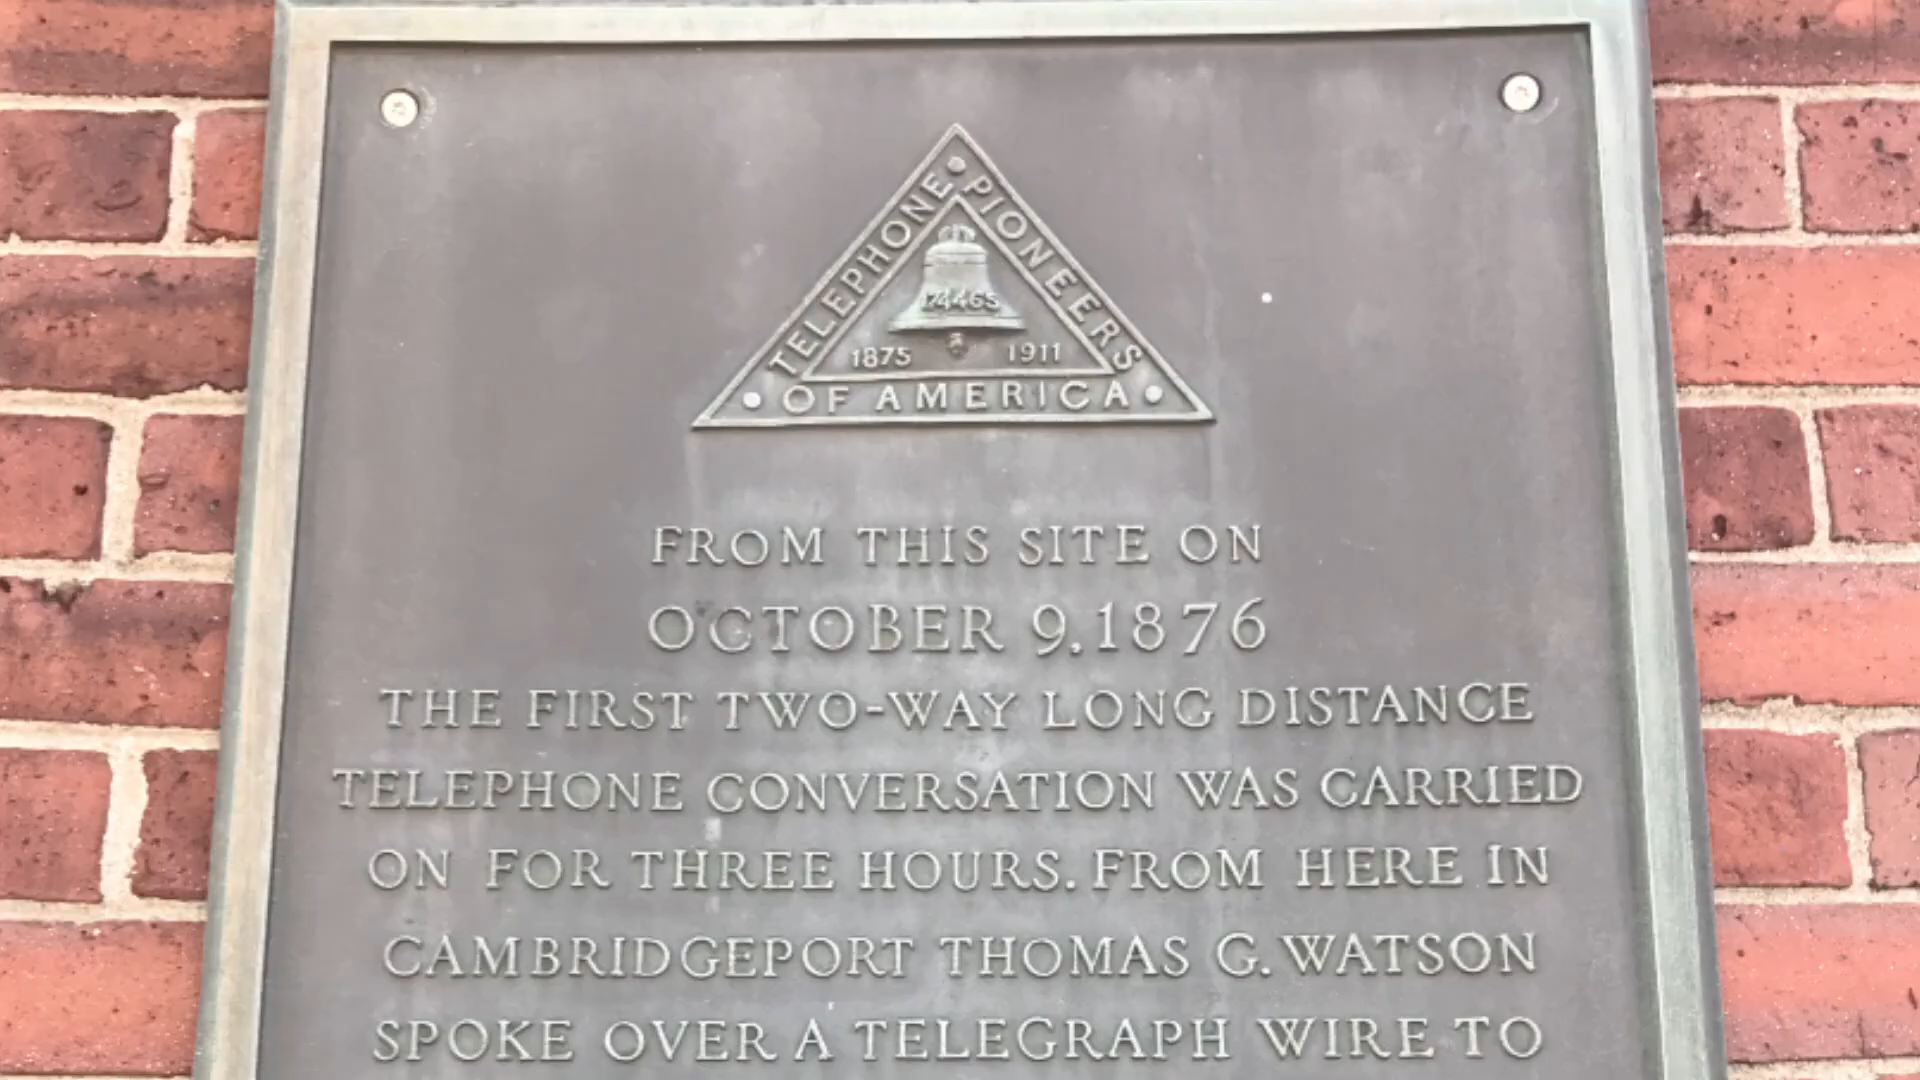 TELEPHONE PIONEERS
174465
1875 1911
OF AMERICA
FROM THIS SITE ON
OCTOBER 9, 1876
THE FIRST TWO-WAY LONG DISTANCE
TELEPHONE CONVERSATION WAS CARRIED
ON FOR THREE HOURS. FROM HERE IN
CAMBRIDGEPORT THOMAS G. WATSON
SPOKE OVER A TELEGRAPH WIRE TO